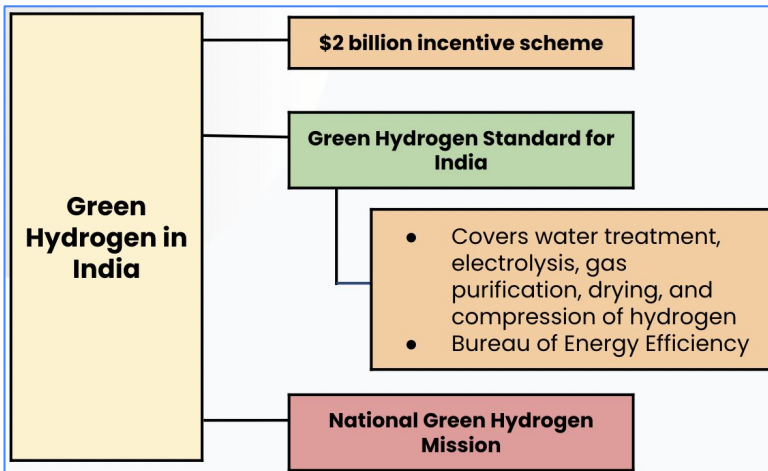 Green
Hydrogen in
India
$2 billion incentive scheme
Green Hydrogen Standard for
India
● Covers water treatment,
electrolysis, gas
purification, drying, and
compression of hydrogen
● Bureau of Energy Efficiency
National Green Hydrogen
Mission